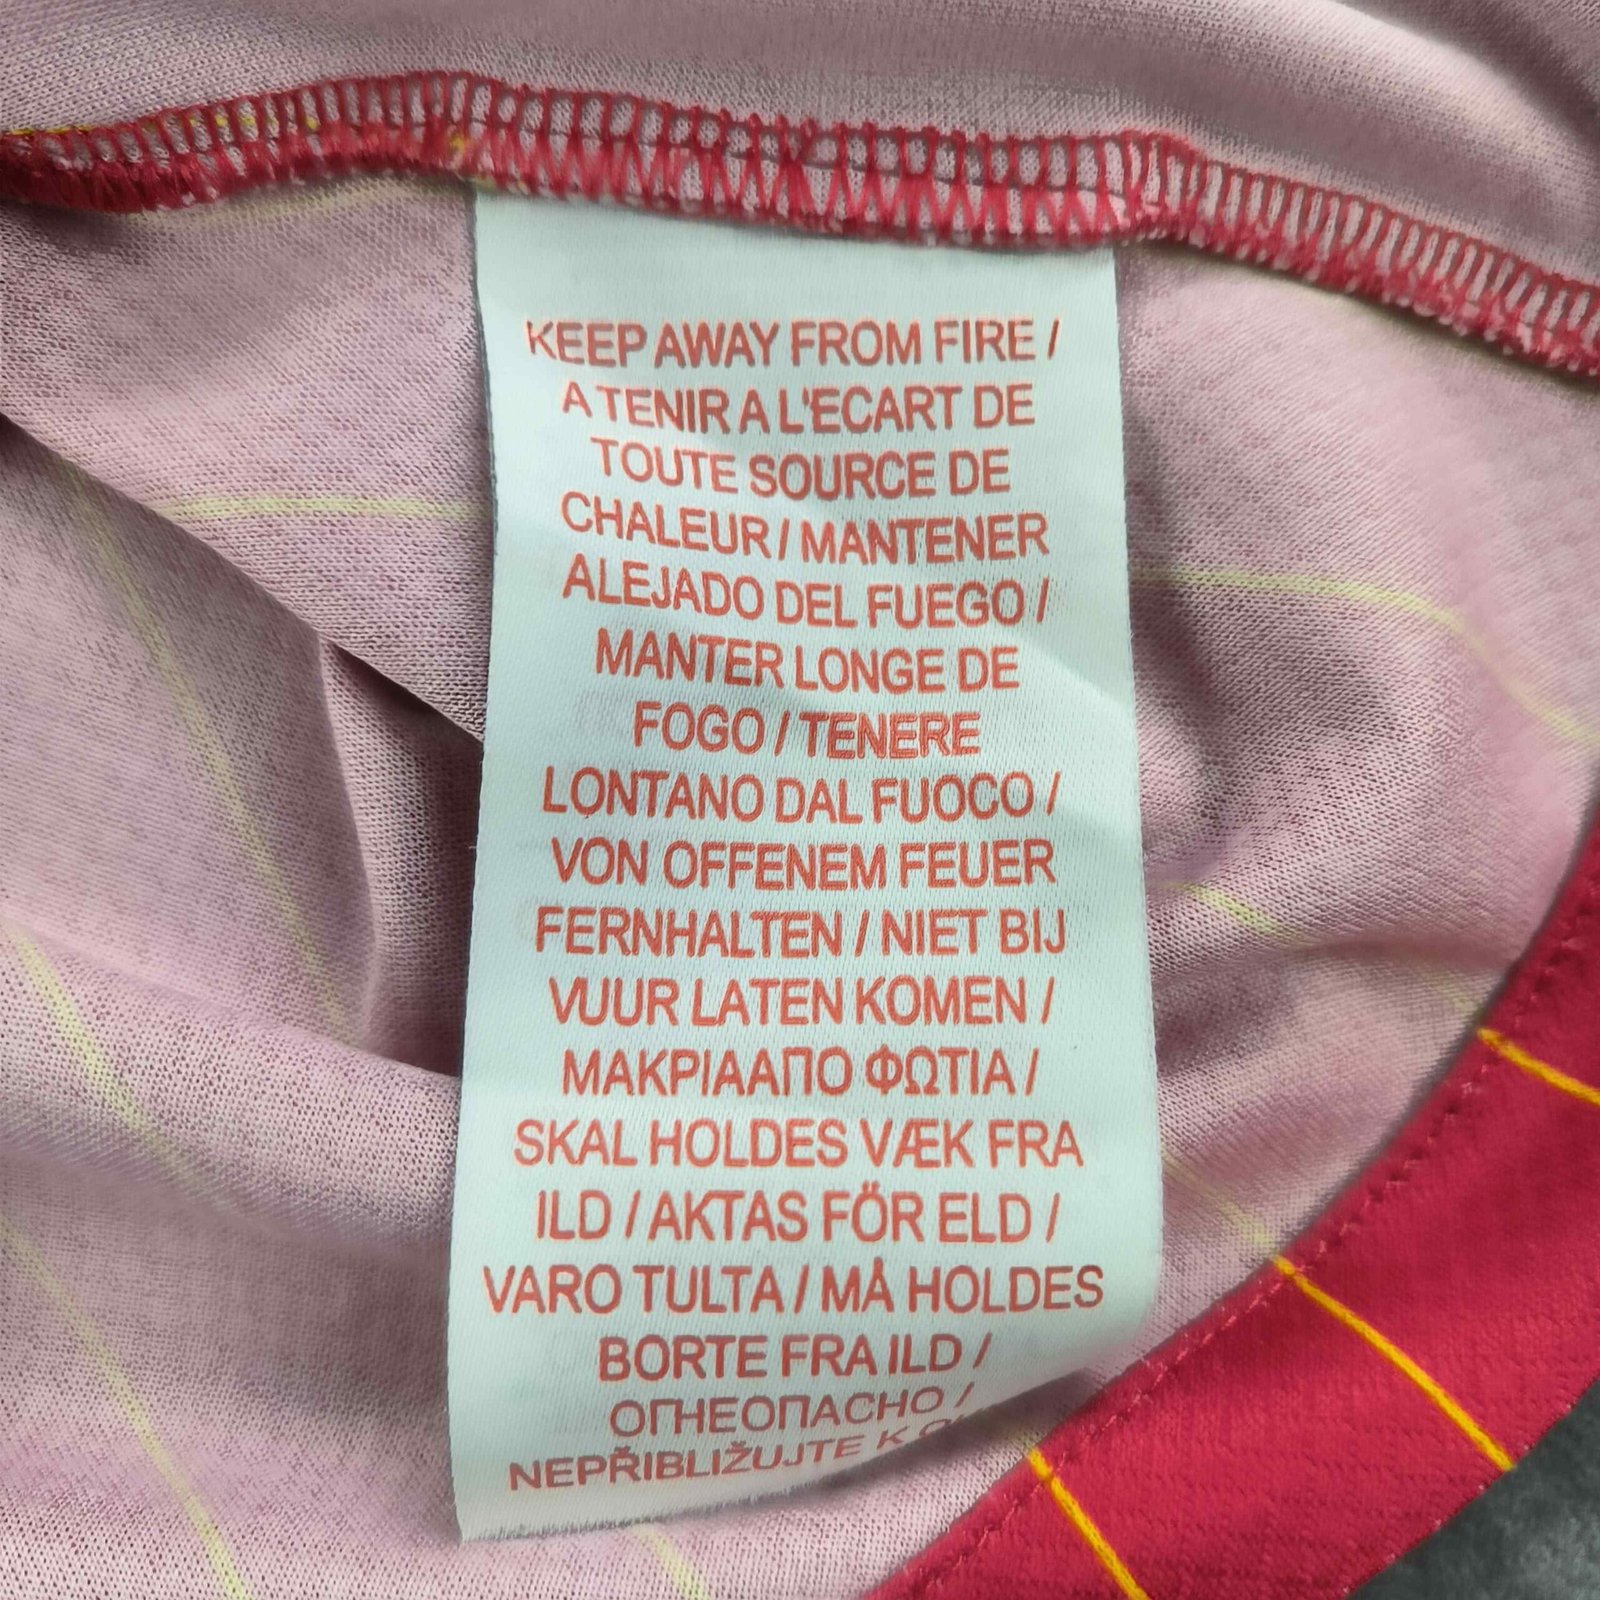 KEEP AWAY FROM FIRE /
A TENIR A L'ECART DE
TOUTE SOURCE DE
CHALEUR / MANTENER
ALEJADO DEL FUEGO /
MANTER LONGE DE
FOGO / TENERE
LONTANO DAL FUOCO /
VON OFFENEM FEUER
FERNHALTEN / NIET BIJ
VUUR LATEN KOMEN /
ΜΑΚΡΙΑΑΠΟ ΦΩΤΙΑ /
SKAL HOLDES VÆK FRA
ILD / AKTAS FÖR ELD /
VARO TULTA / MÅ HOLDES
BORTE FRA ILD /
ОГНЕОПАСНО /
NEPŘIBLIŽUJTE K